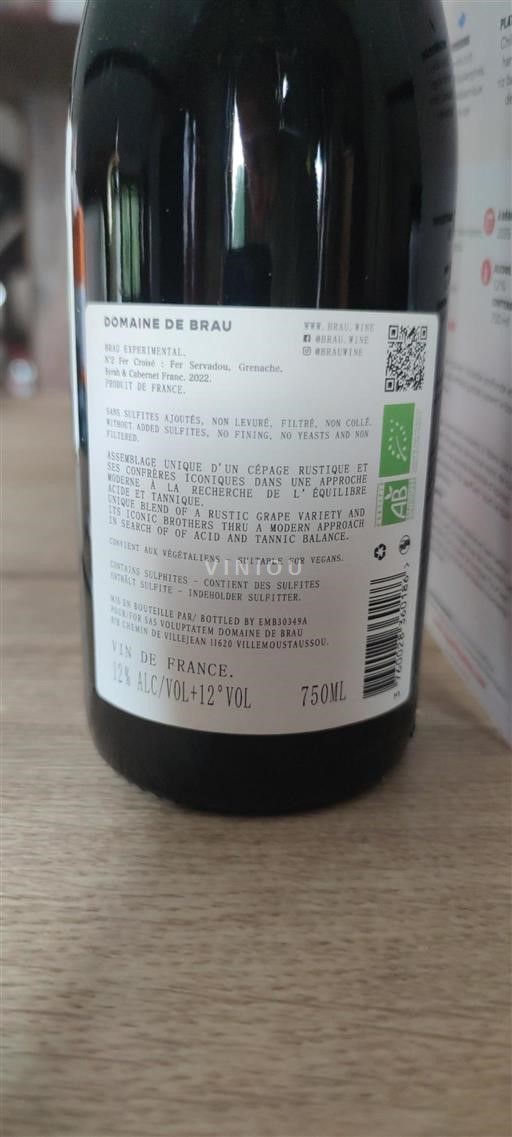 DOMAINE DE BRAU
WWW.BRAU.WINE
@BRAU.WINE
@BRAUWINE
BRAU EXPERIMENTAL.
N°2 Fer Croisé : Fer Servadou, Grenache,
Syrah & Cabernet Franc. 2022.
PRODUIT DE FRANCE.
SANS SULFITES AJOUTÉS, NON LEVURÉ, FILTRÉ, NON COLLÉ.
WITHOUT ADDED SULFITES, NO FINING, NO YEASTS AND NON
FILTERED.
ASSEMBLAGE UNIQUE D'UN CÉPAGE RUSTIQUE ET
SES CONFRÈRES ICONIQUES DANS UNE APPROCHE
MODERNE À LA RECHERCHE DE L'ÉQUILIBRE
ACIDE ET TANNIQUE.
UNIQUE BLEND OF A RUSTIC GRAPE VARIETY AND
ITS ICONIC BROTHERS THRU A MODERN APPROACH
IN SEARCH OF OF ACID AND TANNIC BALANCE.
CONVIENT AUX VÉGÉTALIENS - SUITABLE FOR VEGANS.
VINIOU
CONTAINS SULPHITES - CONTIENT DES SULFITES
ENTHÄLT SULFITE - INDEHOLDER SULFITTER.
MIS EN BOUTEILLE PAR/ BOTTLED BY EMB30349A
POUR/FOR SAS VOLUPTATEM DOMAINE DE BRAU
CHEMIN DE VILLEJEAN 11620 VILLEMOUSTAUSSOU.
VIN DE FRANCE.
12% ALC/VOL+12°VOL
750ML
AB